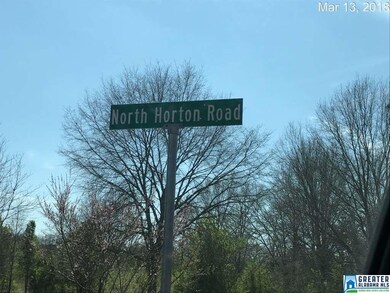 Mar 13, 2018
North Horton Road
GREATER
ALABAMA MLS